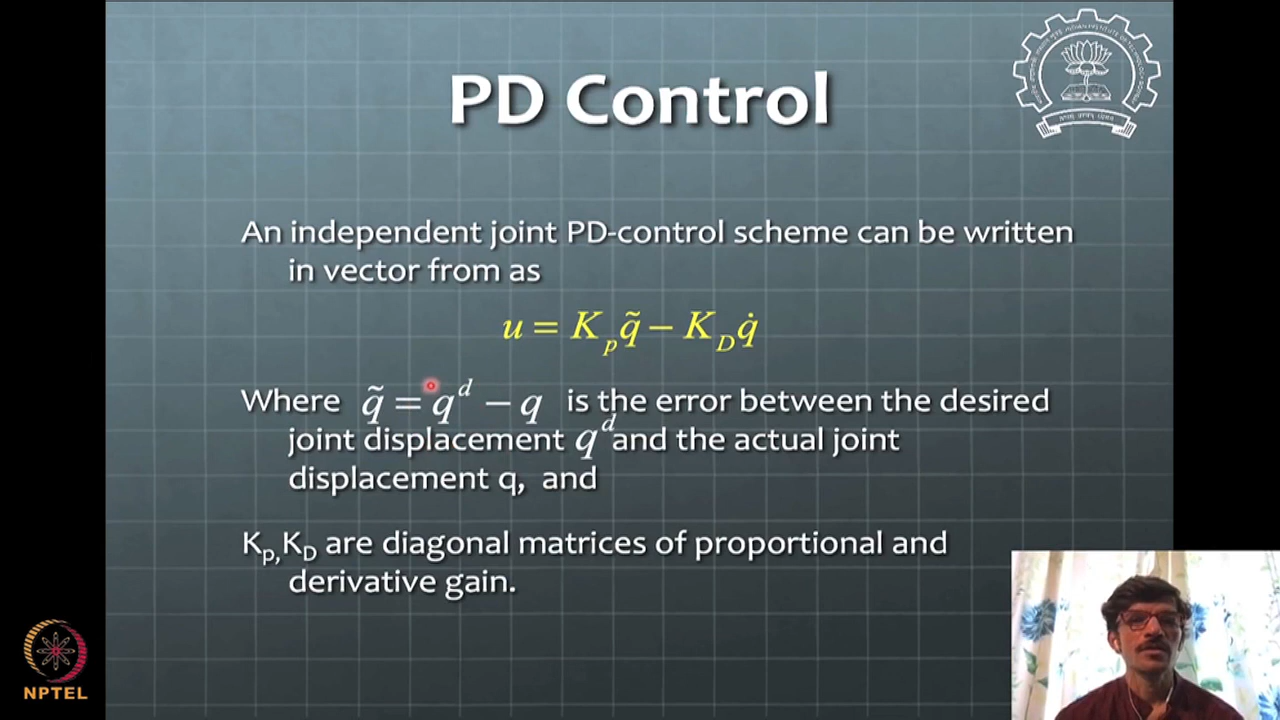 PD Control
An independent joint PD-control scheme can be written
in vector from as
u = K_p q̃ − K_D q̇
Where q̃ = q^d − q is the error between the desired
joint displacement q^d and the actual joint
displacement q, and
K_p, K_D are diagonal matrices of proportional and
derivative gain.
NPTEL